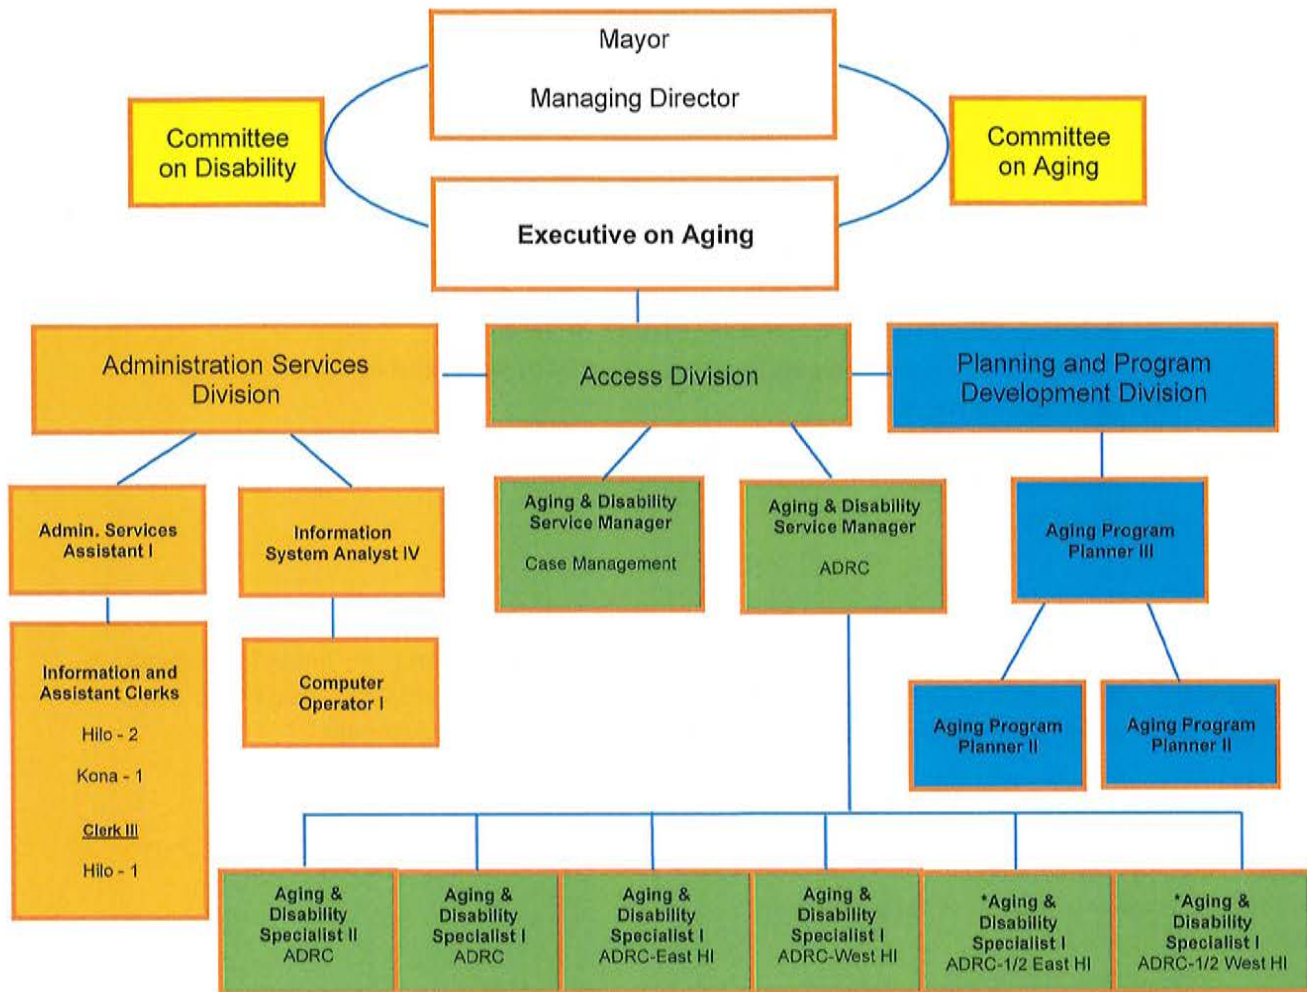 Mayor
Managing Director
Committee
on Disability
Committee
on Aging
Executive on Aging
Administration Services
Division
Access Division
Planning and Program
Development Division
Admin. Services
Assistant I
Information
System Analyst IV
Aging & Disability
Service Manager
Case Management
Aging & Disability
Service Manager
ADRC
Aging Program
Planner III
Information and
Assistant Clerks
Hilo - 2
Kona - 1
Clerk III
Hilo - 1
Computer
Operator I
Aging Program
Planner II
Aging Program
Planner II
Aging &
Disability
Specialist II
ADRC
Aging &
Disability
Specialist I
ADRC
Aging &
Disability
Specialist I
ADRC-East HI
Aging &
Disability
Specialist I
ADRC-West HI
*Aging &
Disability
Specialist I
ADRC-1/2 East HI
*Aging &
Disability
Specialist I
ADRC-1/2 West HI